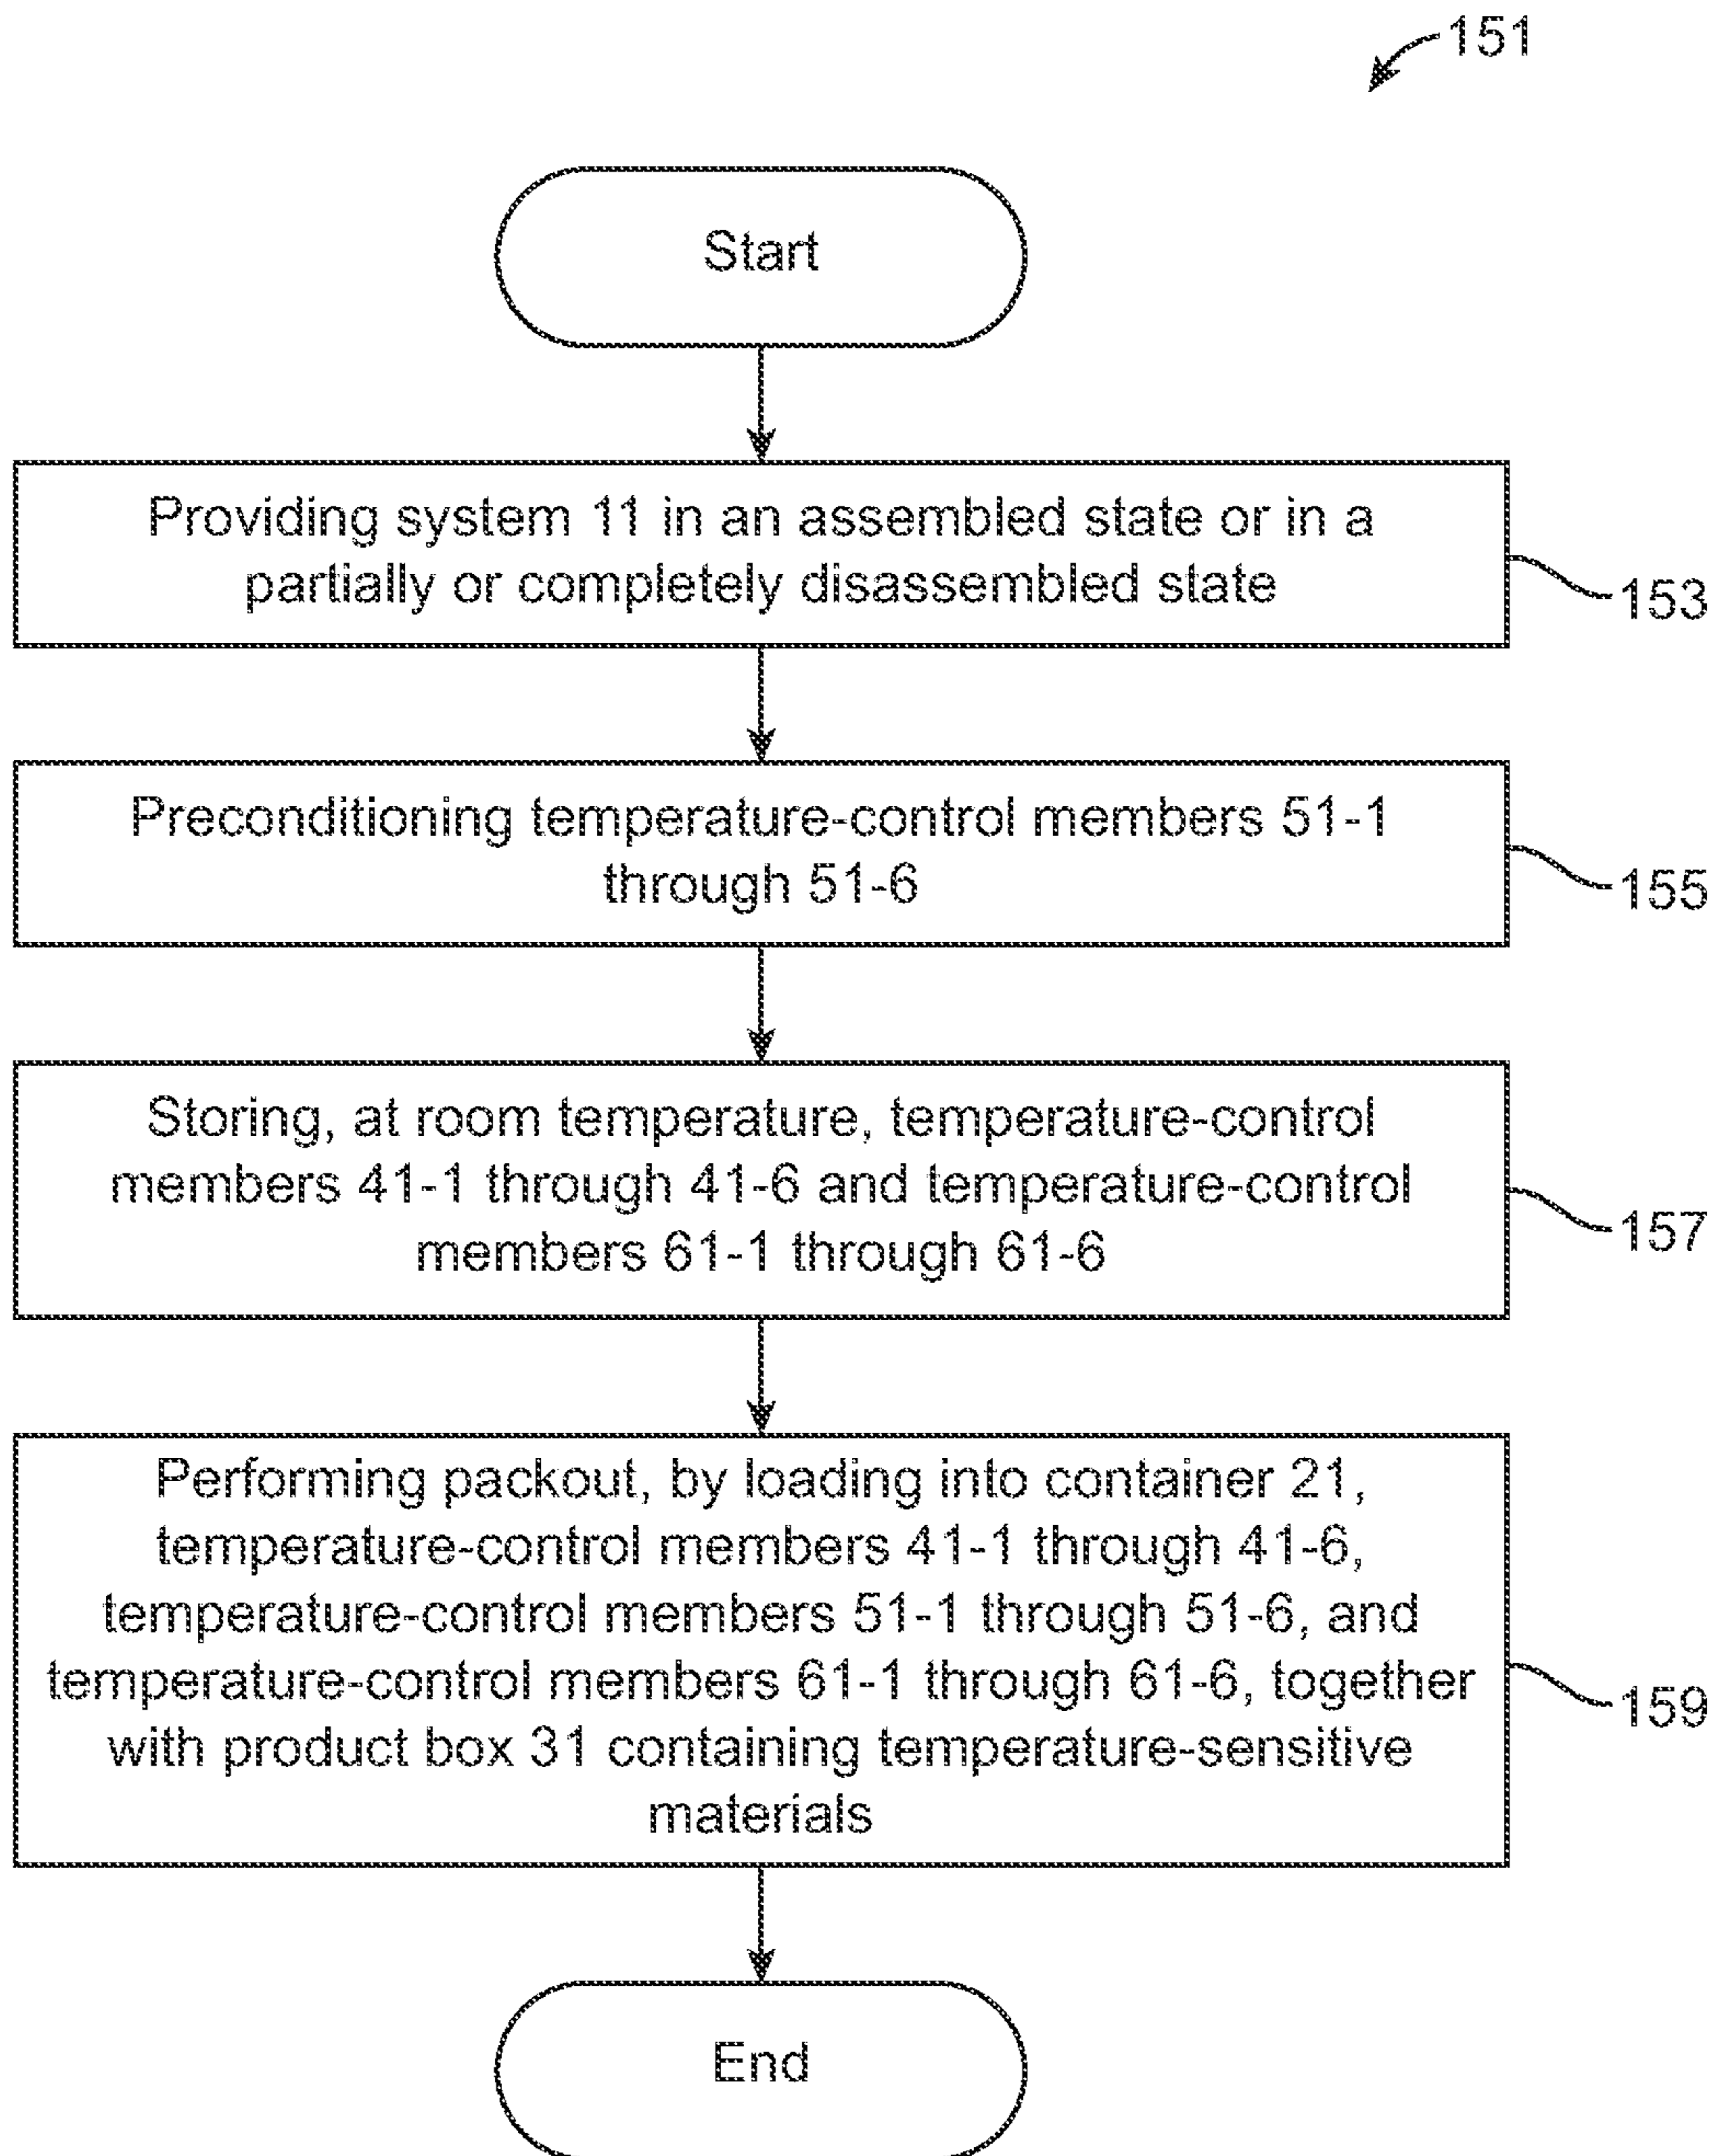 151
Start
Providing system 11 in an assembled state or in a
partially or completely disassembled state
153
Preconditioning temperature-control members 51-1
through 51-6
155
Storing, at room temperature, temperature-control
members 41-1 through 41-6 and temperature-control
members 61-1 through 61-6
157
Performing packout, by loading into container 21,
temperature-control members 41-1 through 41-6,
temperature-control members 51-1 through 51-6, and
temperature-control members 61-1 through 61-6, together
with product box 31 containing temperature-sensitive
materials
159
End